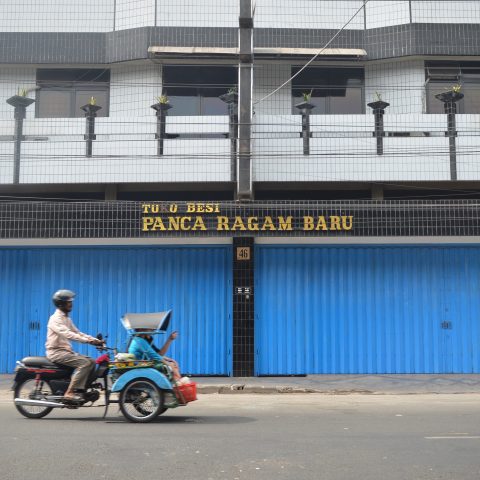 TOKO BESI
PANCA RAGAM BARU
46